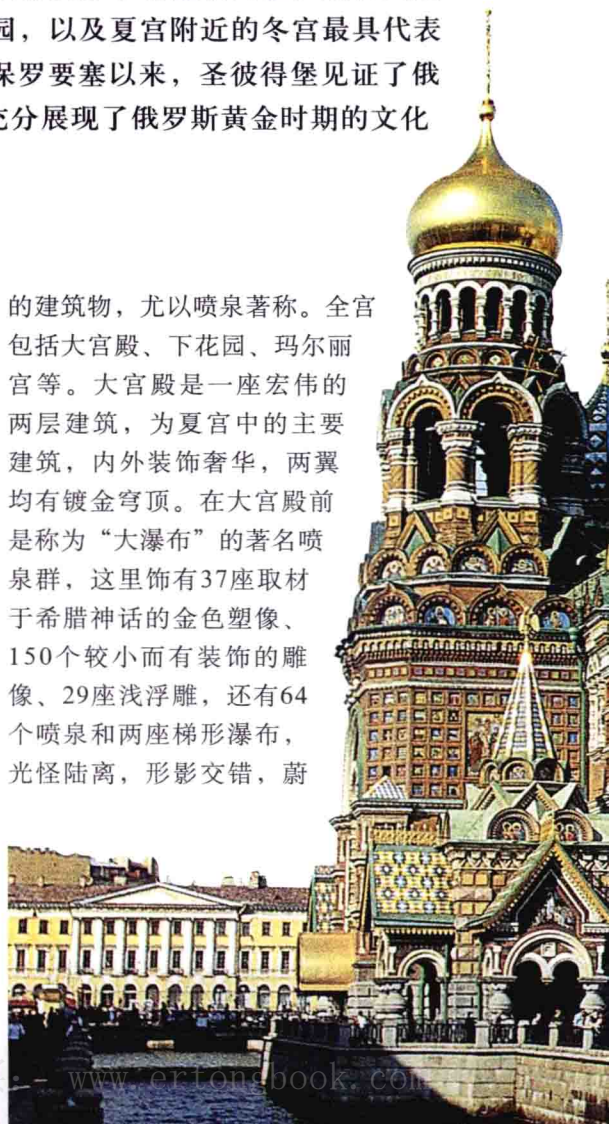 园，以及夏宫附近的冬宫最具代表
保罗要塞以来，圣彼得堡见证了俄
充分展现了俄罗斯黄金时期的文化
的建筑物，尤以喷泉著称。全宫
包括大宫殿、下花园、玛尔丽
宫等。大宫殿是一座宏伟的
两层建筑，为夏宫中的主要
建筑，内外装饰奢华，两翼
均有镀金穹顶。在大宫殿前
是称为“大瀑布”的著名喷
泉群，这里饰有37座取材
于希腊神话的金色塑像、
150个较小而有装饰的雕
像、29座浅浮雕，还有64
个喷泉和两座梯形瀑布，
光怪陆离，形影交错，蔚
www.ertongbook.com